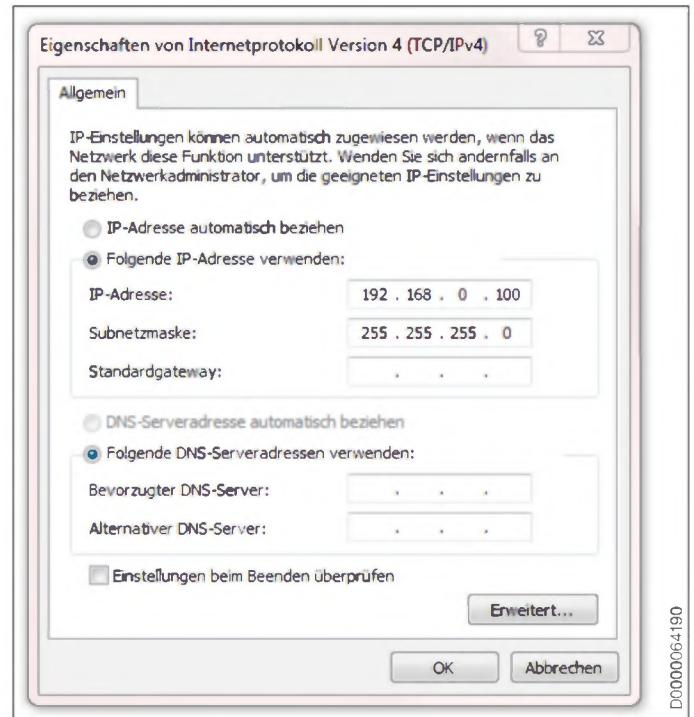 Eigenschaften von Internetprotokoll Version 4 (TCP/IPv4)
Allgemein
IP-Einstellungen können automatisch zugewiesen werden, wenn das
Netzwerk diese Funktion unterstützt. Wenden Sie sich andernfalls an
den Netzwerkadministrator, um die geeigneten IP-Einstellungen zu
beziehen.
IP-Adresse automatisch beziehen
Folgende IP-Adresse verwenden:
IP-Adresse: 192 . 168 . 0 . 100
Subnetzmaske: 255 . 255 . 255 . 0
Standardgateway: . . .
DNS-Serveradresse automatisch beziehen
Folgende DNS-Serveradressen verwenden:
Bevorzugter DNS-Server: . . .
Alternativer DNS-Server: . . .
Einstellungen beim Beenden überprüfen
Erweitert...
OK Abbrechen
D0000064190